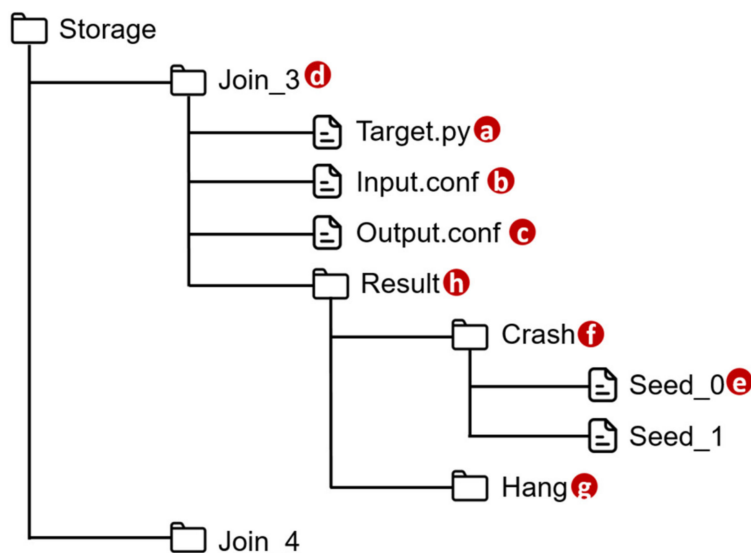 Storage
Join_3 d
Target.py a
Input.conf b
Output.conf c
Result h
Crash f
Seed_0 e
Seed_1
Hang g
Join_4